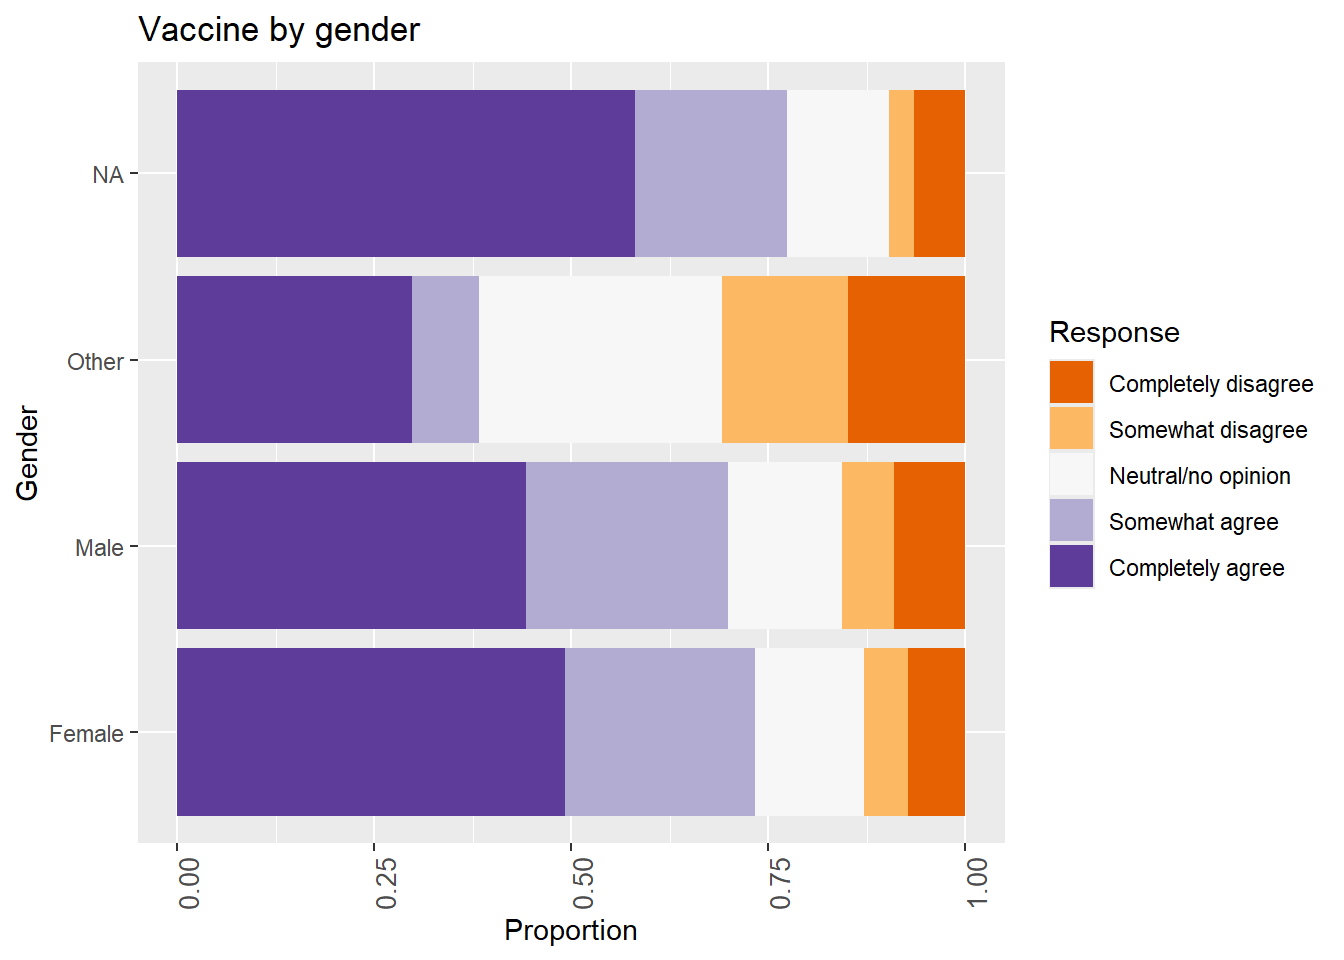 Vaccine by gender
NA
Other
Male
Female
Gender
0.00
0.25
0.50
0.75
1.00
Proportion
Response
Completely disagree
Somewhat disagree
Neutral/no opinion
Somewhat agree
Completely agree